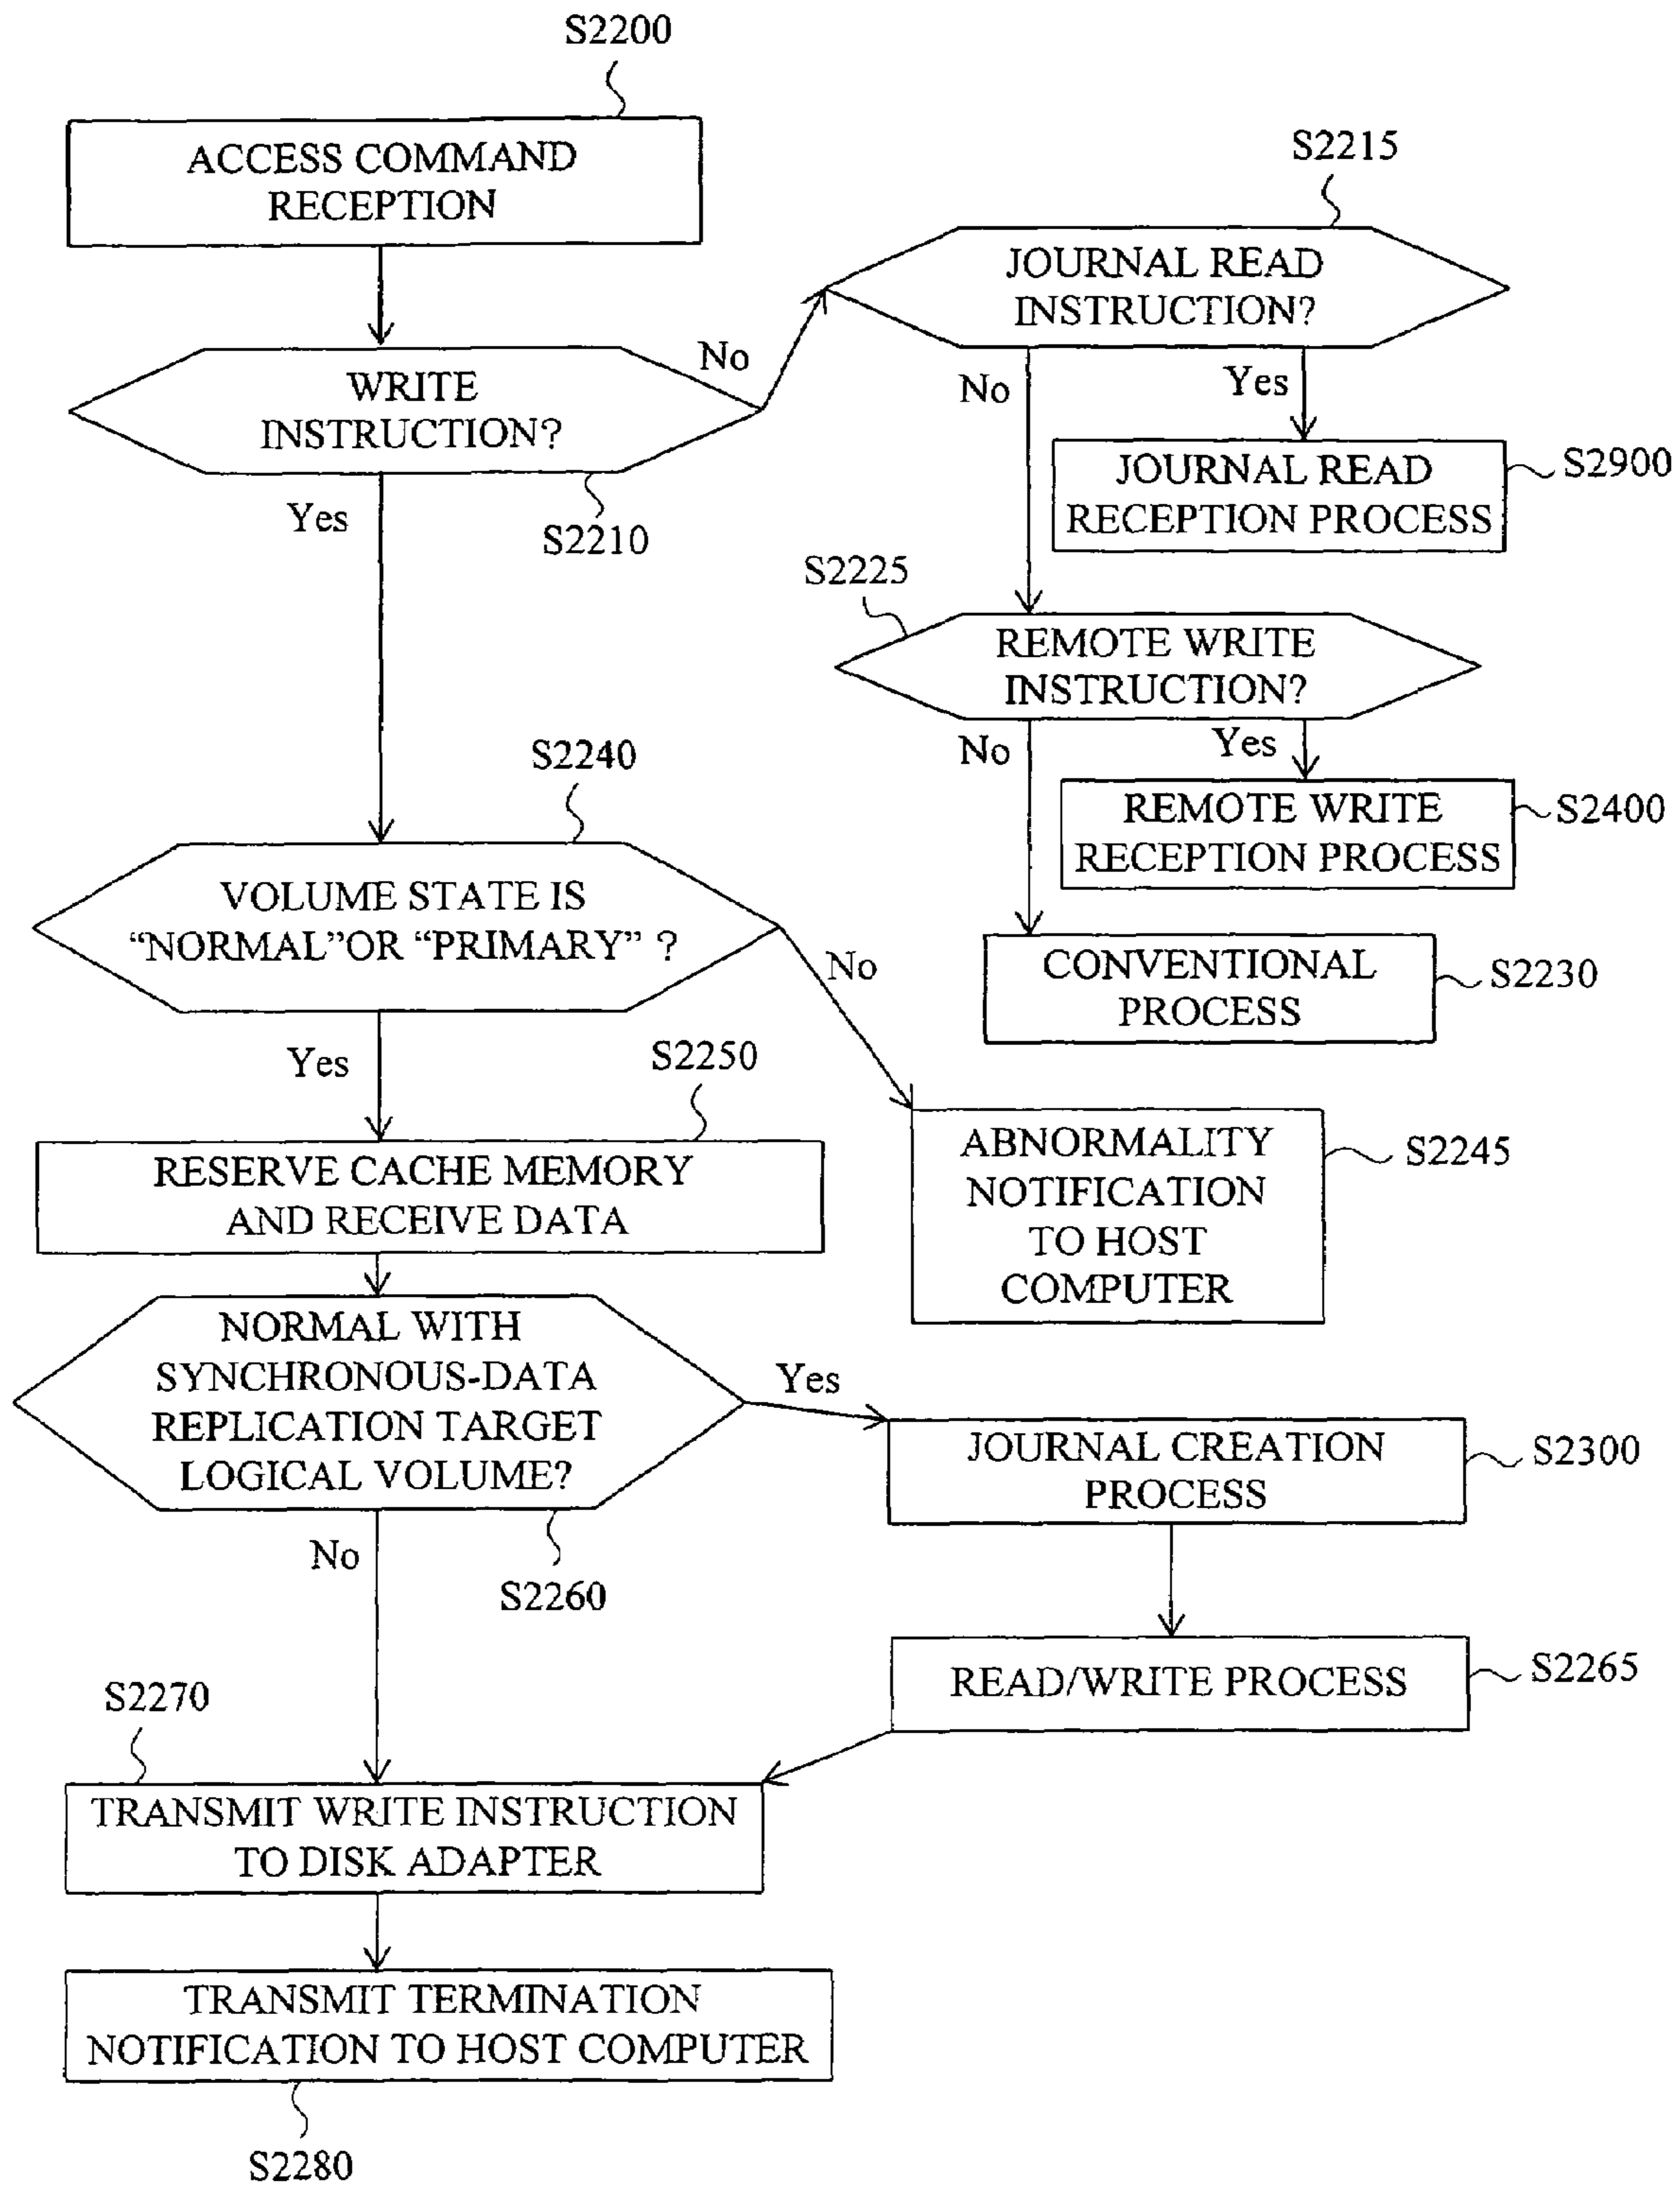 S2200
ACCESS COMMAND
RECEPTION
S2215
JOURNAL READ
INSTRUCTION?
No
WRITE
INSTRUCTION?
No
Yes
JOURNAL READ
RECEPTION PROCESS
S2900
Yes
S2210
S2225
REMOTE WRITE
INSTRUCTION?
No
Yes
S2240
REMOTE WRITE
RECEPTION PROCESS
S2400
VOLUME STATE IS
“NORMAL”OR “PRIMARY” ?
No
CONVENTIONAL
PROCESS
S2230
Yes
S2250
RESERVE CACHE MEMORY
AND RECEIVE DATA
ABNORMALITY
NOTIFICATION
TO HOST
COMPUTER
S2245
NORMAL WITH
SYNCHRONOUS-DATA
REPLICATION TARGET
LOGICAL VOLUME?
Yes
JOURNAL CREATION
PROCESS
S2300
No
S2260
READ/WRITE PROCESS
S2265
S2270
TRANSMIT WRITE INSTRUCTION
TO DISK ADAPTER
TRANSMIT TERMINATION
NOTIFICATION TO HOST COMPUTER
S2280